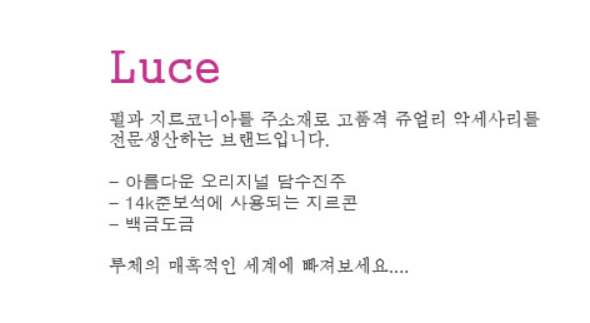 Luce
펄과 지르코니아를 주소재로 고품격 쥬얼리 악세사리를
전문생산하는 브랜드입니다.
- 아름다운 오리지널 담수진주
- 14k준보석에 사용되는 지르콘
- 백금도금
루체의 매혹적인 세계에 빠져보세요....